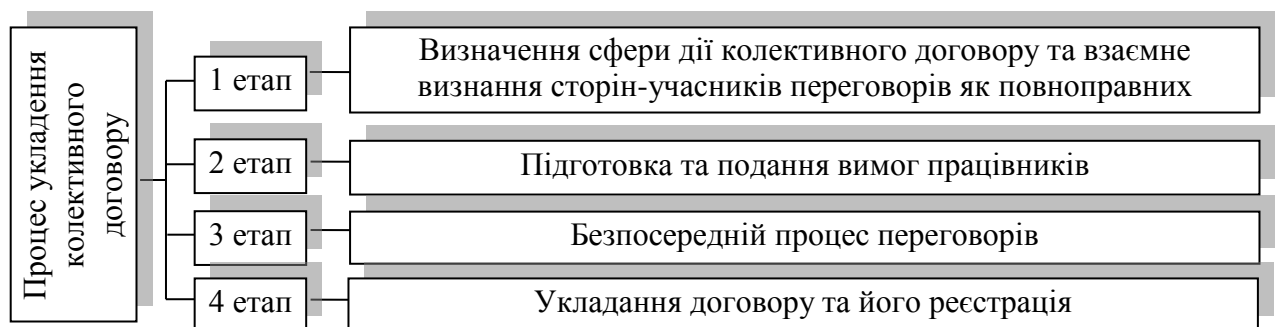 Процес укладення
колективного
договору
1 етап
Визначення сфери дії колективного договору та взаємне
визнання сторін-учасників переговорів як повноправних
2 етап
Підготовка та подання вимог працівників
3 етап
Безпосередній процес переговорів
4 етап
Укладання договору та його реєстрація